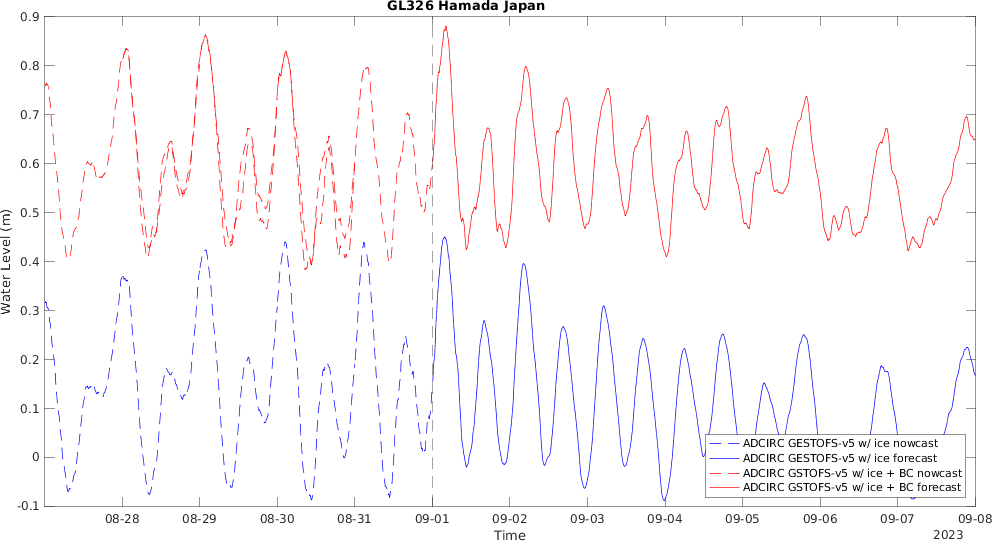 GL326 Hamada Japan
0.9
0.8
0.7
0.6
0.5
0.4
0.3
0.2
0.1
0
-0.1
Water Level (m)
08-28 08-29 08-30 08-31 09-01 09-02 09-03 09-04 09-05 09-06 09-07 09-08
Time
2023
ADCIRC GESTOFS-v5 w/ ice nowcast
ADCIRC GESTOFS-v5 w/ ice forecast
ADCIRC GSTOFS-v5 w/ ice + BC nowcast
ADCIRC GSTOFS-v5 w/ ice + BC forecast